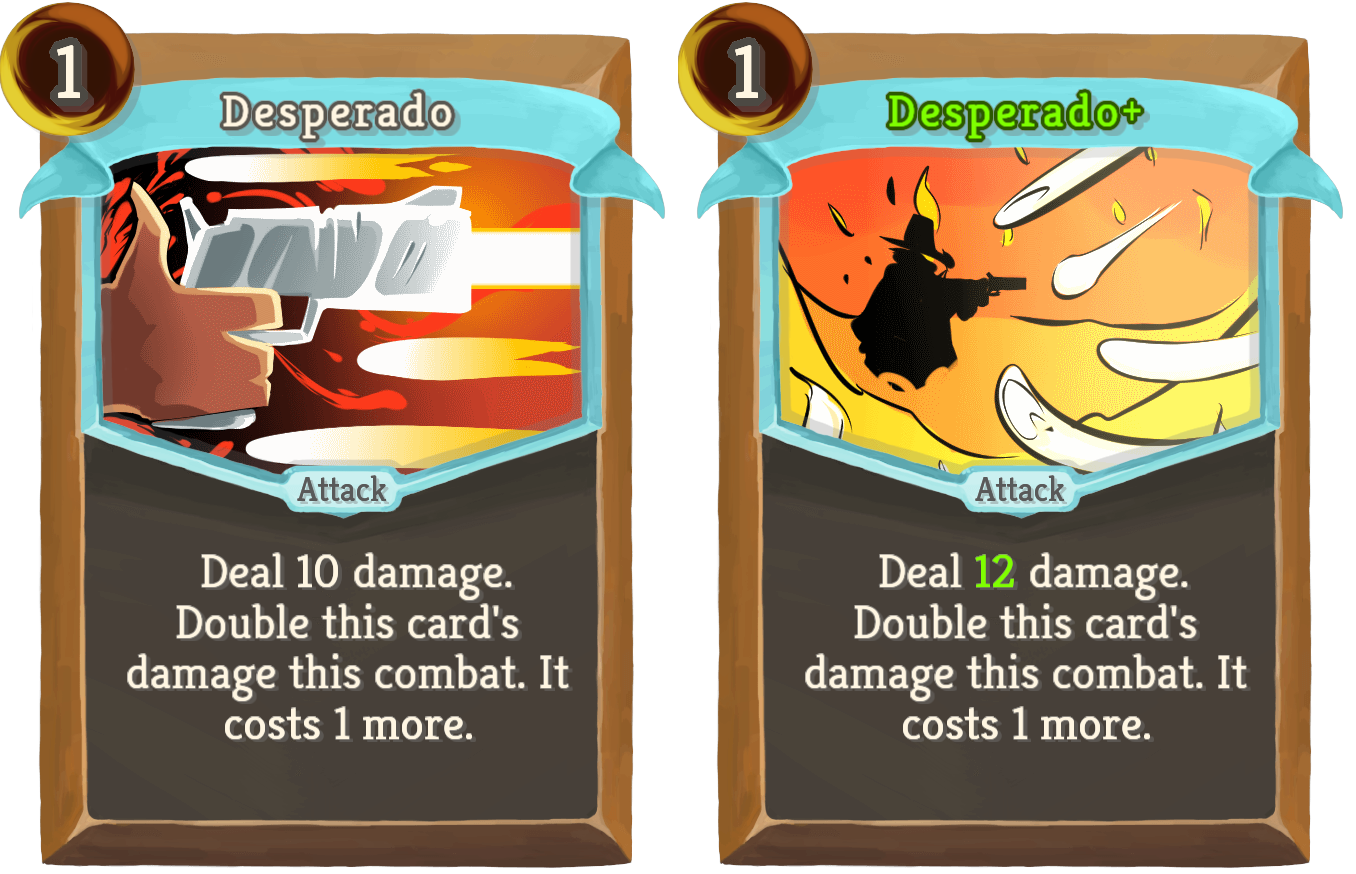 1
Desperado
Attack
Deal 10 damage.
Double this card's
damage this combat. It
costs 1 more.
1
Desperado+
Attack
Deal 12 damage.
Double this card's
damage this combat. It
costs 1 more.